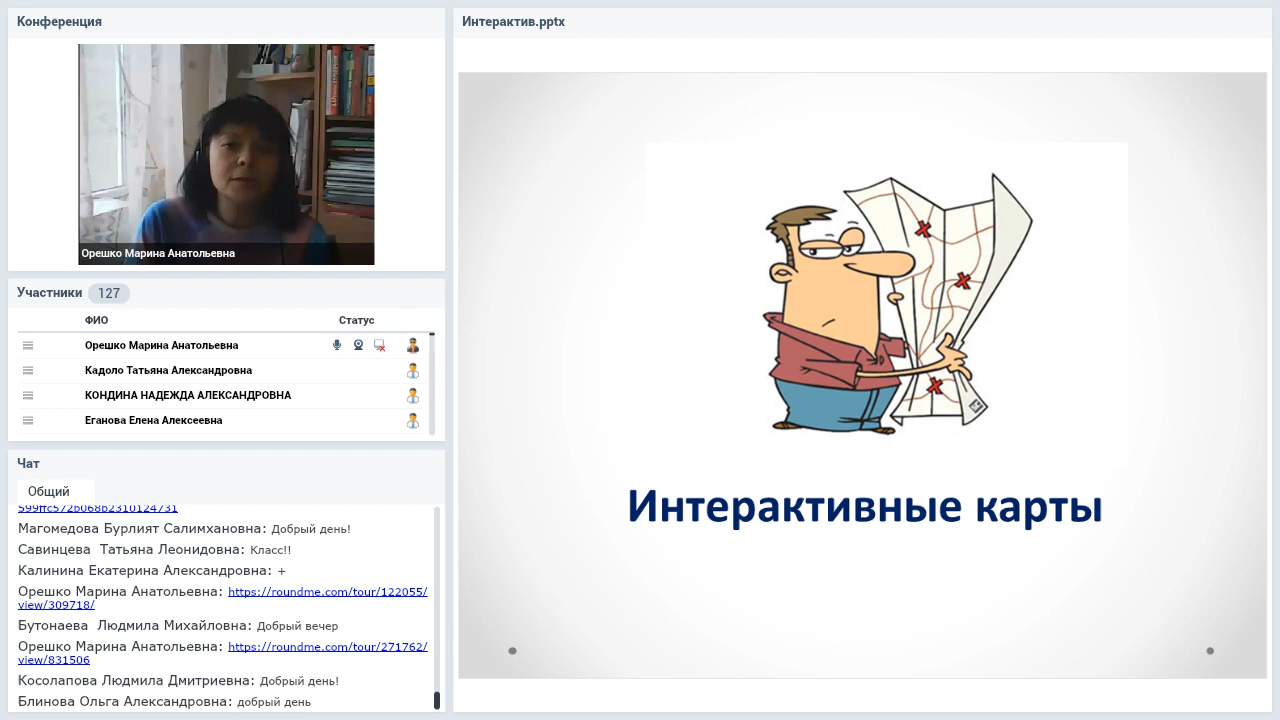 Конференция
Орешко Марина Анатольевна
Участники 127
ФИО Статус
Орешко Марина Анатольевна
Кадоло Татьяна Александровна
КОНДИНА НАДЕЖДА АЛЕКСАНДРОВНА
Еганова Елена Алексеевна
Чат
Общий
599ffc572b068b2310124731
Магомедова Бурлият Салимхановна: Добрый день!
Савинцева Татьяна Леонидовна: Класс!!
Калинина Екатерина Александровна: +
Орешко Марина Анатольевна: https://roundme.com/tour/122055/
view/309718/
Бутонаева Людмила Михайловна: Добрый вечер
Орешко Марина Анатольевна: https://roundme.com/tour/271762/
view/831506
Косолапова Людмила Дмитриевна: Добрый день!
Блинова Ольга Александровна: добрый день
Интерактив.pptx
Интерактивные карты